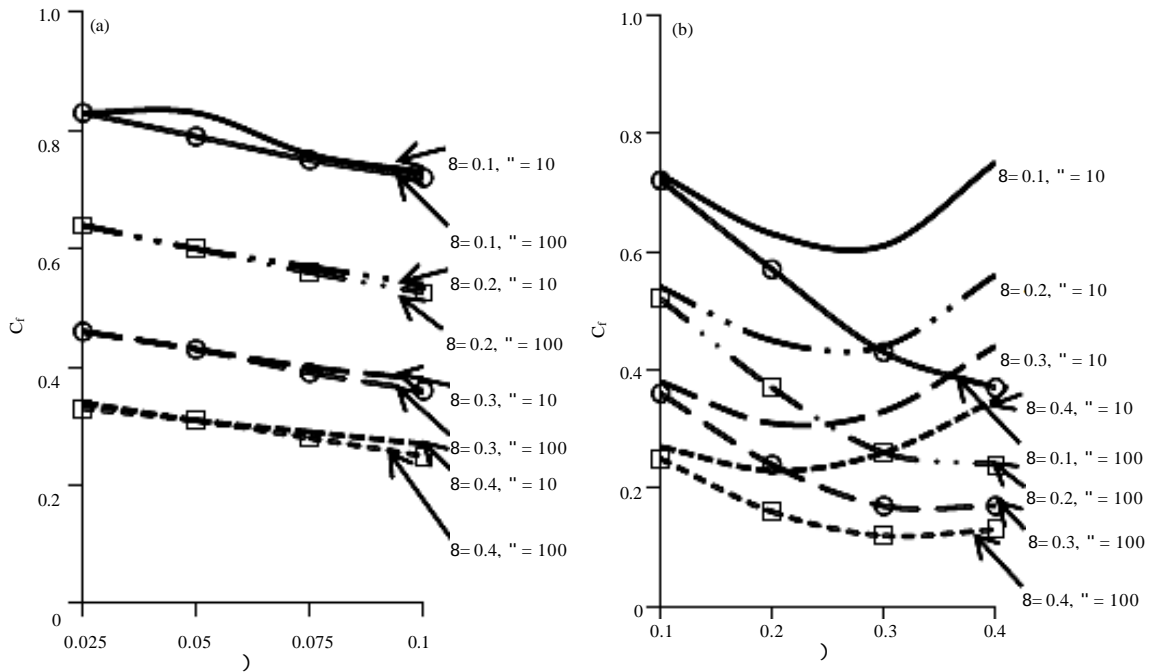 (a)
1.0
0.8
0.6
0.4
0.2
0
C_f
0.025
0.05
0.075
0.1
)
8= 0.1, " = 10
8= 0.1, " = 100
8= 0.2, " = 10
8= 0.2, " = 100
8= 0.3, " = 10
8= 0.3, " = 100
8= 0.4, " = 10
8= 0.4, " = 100
(b)
1.0
0.8
0.6
0.4
0.2
0
C_f
0.1
0.2
0.3
0.4
)
8= 0.1, " = 10
8= 0.2, " = 10
8= 0.3, " = 10
8= 0.4, " = 10
8= 0.1, " = 100
8= 0.2, " = 100
8= 0.3, " = 100
8= 0.4, " = 100